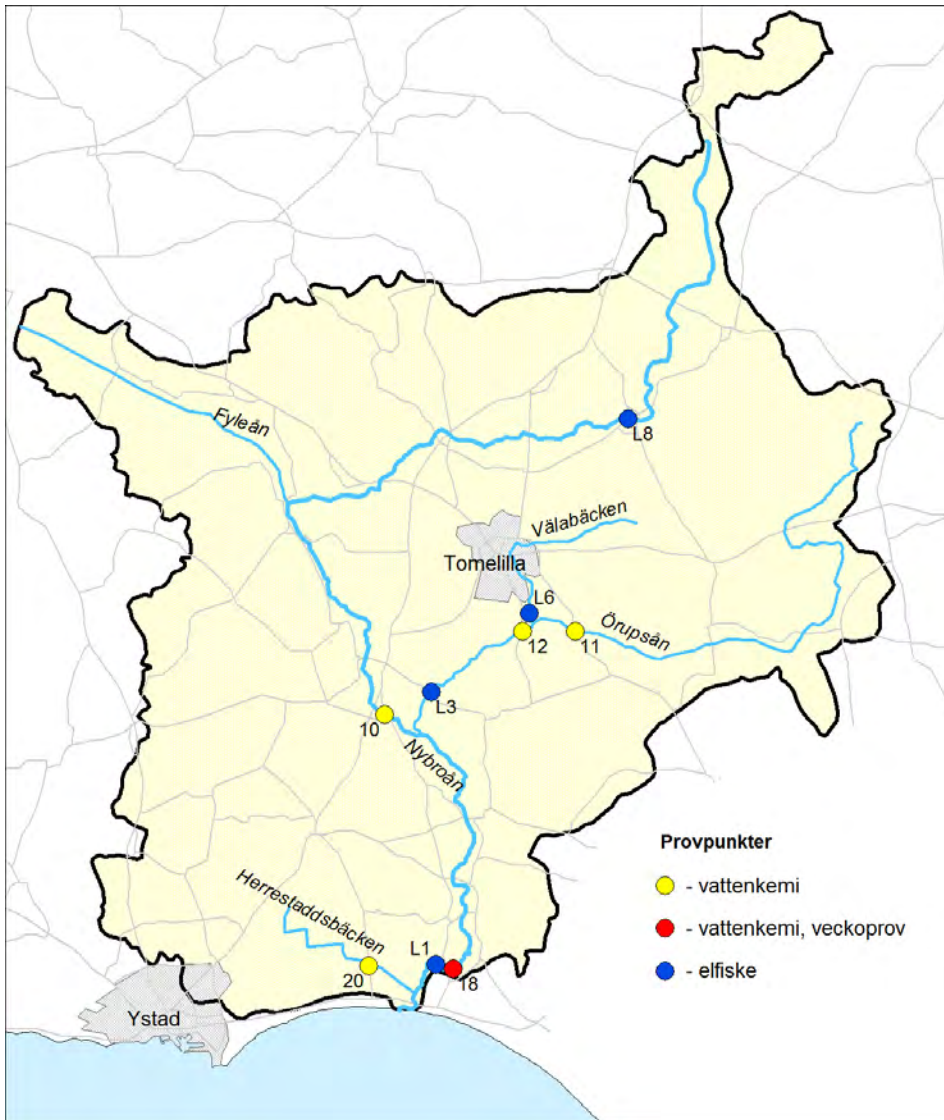 Fyleån
L8
Välabäcken
Tomelilla
L6
Örupsån
12
11
L3
10
Nybroån
Provpunkter
- vattenkemi
Herrestaddsbäcken
- vattenkemi, veckoprov
L1
20
18
- elfiske
Ystad